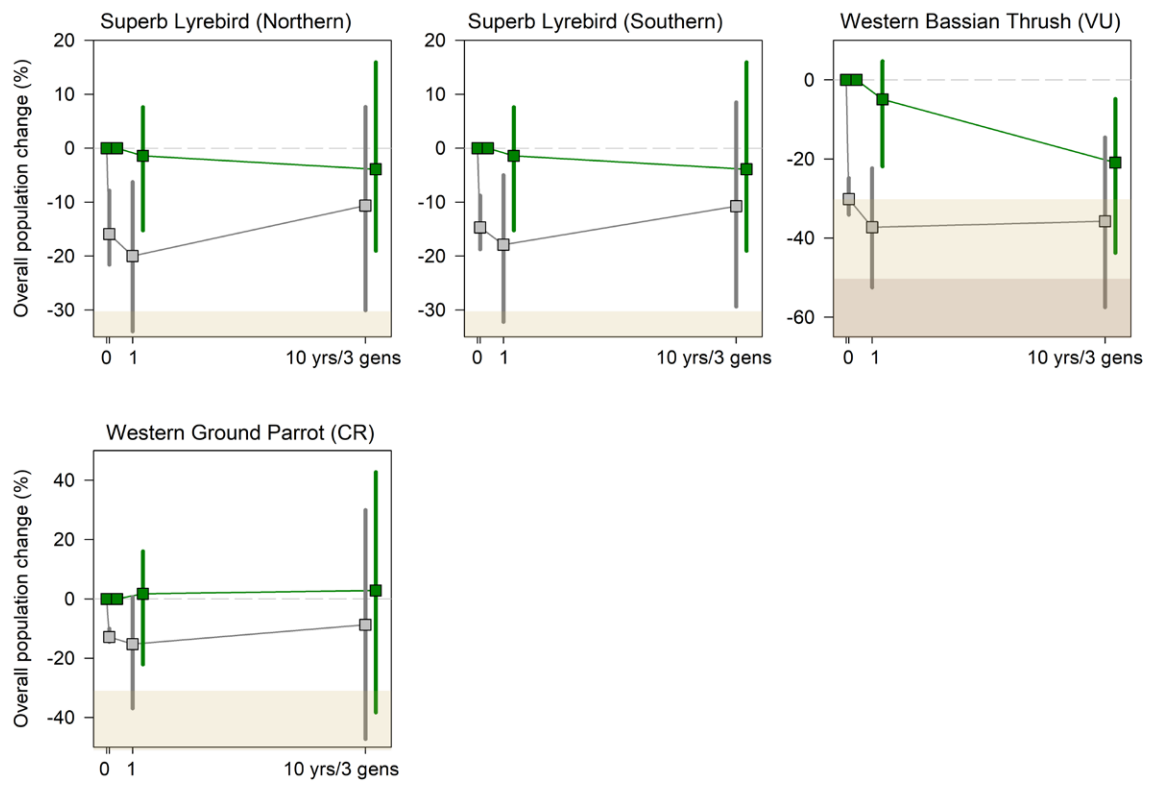 Superb Lyrebird (Northern)
Superb Lyrebird (Southern)
Western Bassian Thrush (VU)
Overall population change (%)
20
10
0
-10
-20
-30
0
1
10 yrs/3 gens
20
10
0
-10
-20
-30
0
1
10 yrs/3 gens
0
-20
-40
-60
0
1
10 yrs/3 gens
Western Ground Parrot (CR)
Overall population change (%)
40
20
0
-20
-40
0
1
10 yrs/3 gens